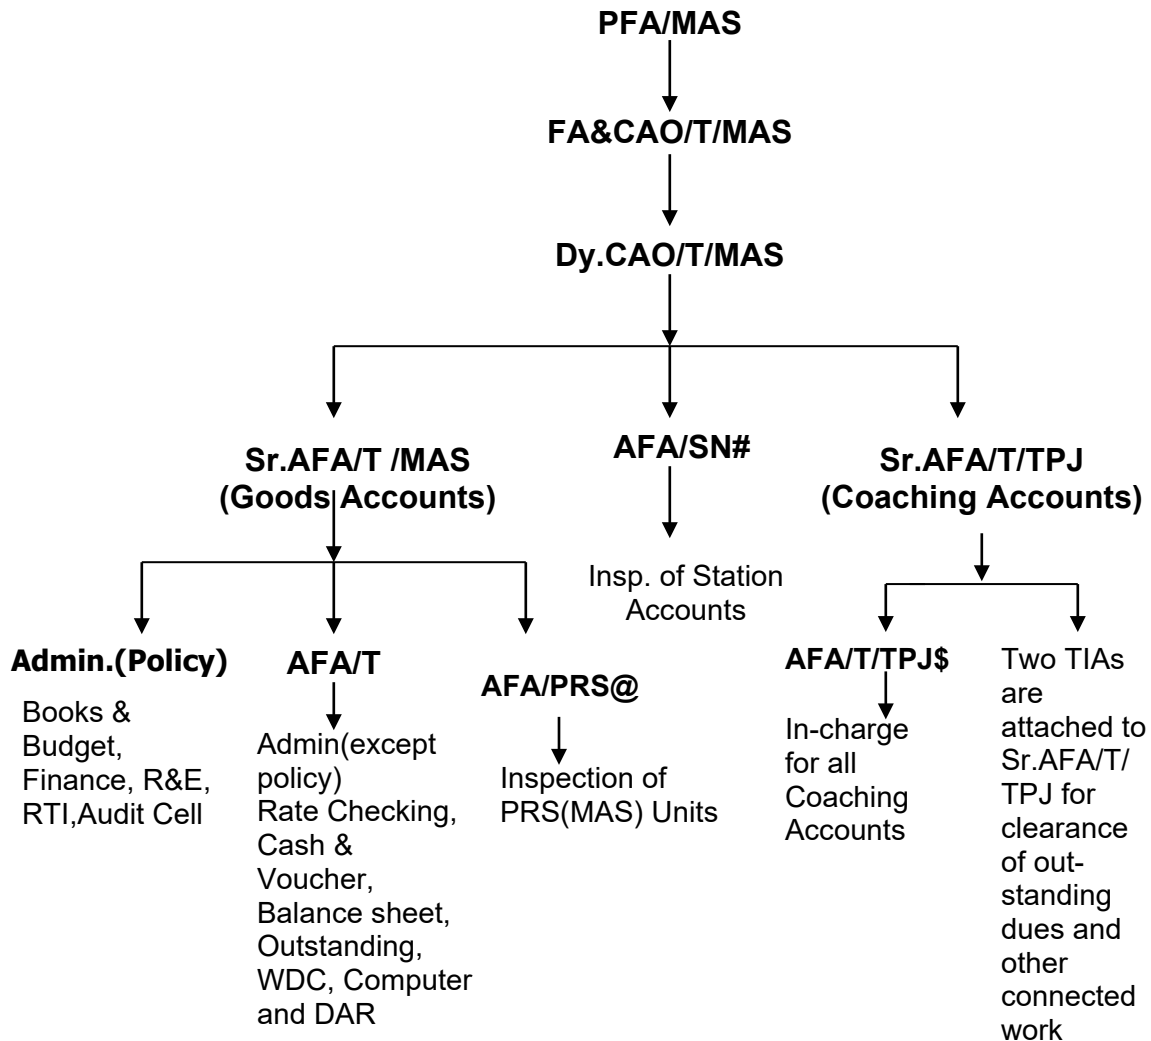 PFA/MAS
FA&CAO/T/MAS
Dy.CAO/T/MAS
Sr.AFA/T /MAS
(Goods Accounts)
AFA/SN#
Sr.AFA/T/TPJ
(Coaching Accounts)
Insp. of Station
Accounts
Admin.(Policy)
Books &
Budget,
Finance, R&E,
RTI,Audit Cell
AFA/T
Admin(except
policy)
Rate Checking,
Cash &
Voucher,
Balance sheet,
Outstanding,
WDC, Computer
and DAR
AFA/PRS@
Inspection of
PRS(MAS) Units
AFA/T/TPJ$
In-charge
for all
Coaching
Accounts
Two TIAs
are
attached to
Sr.AFA/T/
TPJ for
clearance
of out-
standing
dues and
other
connected
work